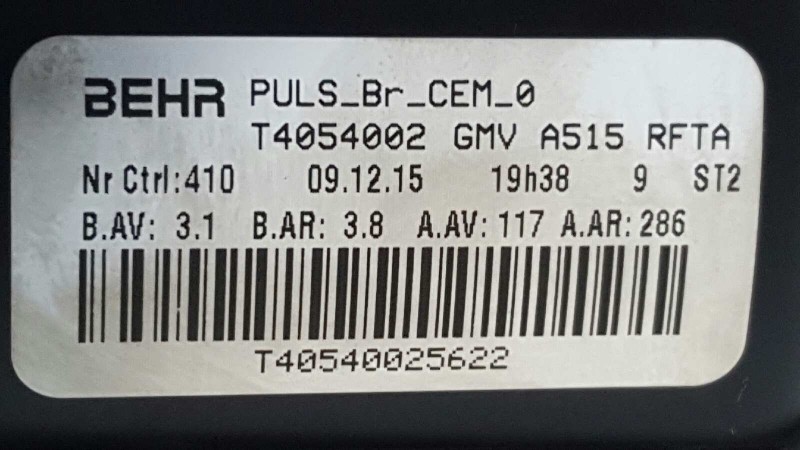 BEHR PULS_Br_CEM_0
T4054002 GMV A515 RFTA
Nr Ctrl:410 09.12.15 19h38 9 ST2
B.AV: 3.1 B.AR: 3.8 A.AV: 117 A.AR: 286
T40540025622